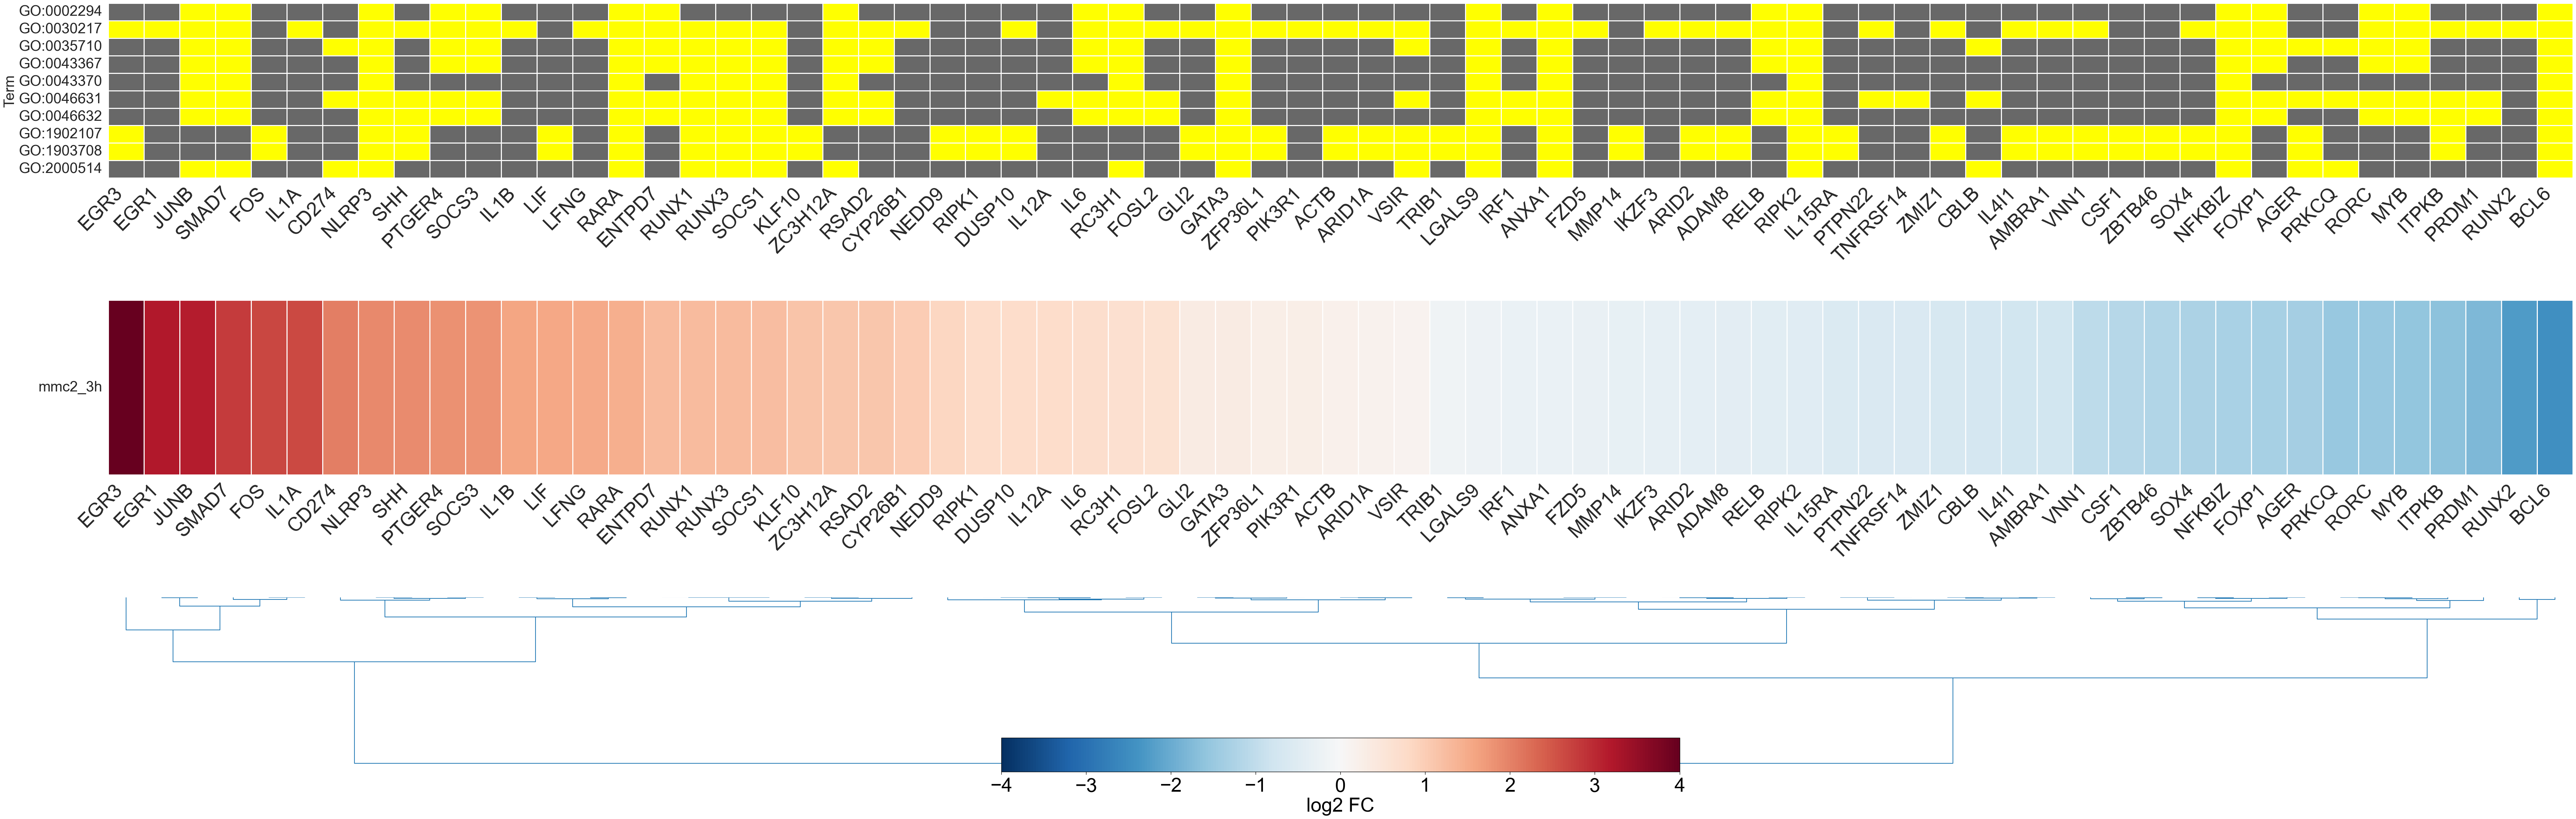 Term
GO:0002294
GO:0030217
GO:0035710
GO:0043367
GO:0043370
GO:0046631
GO:0046632
GO:1902107
GO:1903708
GO:2000514
EGR3 EGR1 JUNB SMAD7 FOS IL1A CD274 NLRP3 SHH PTGER4 SOCS3 IL1B LIF LFNG RARA ENTPD7 RUNX1 RUNX3 SOCS1 KLF10 ZC3H12A RSAD2 CYP26B1 NEDD9 RIPK1 DUSP10 IL12A IL6 RC3H1 FOSL2 GLI2 GATA3 ZFP36L1 PIK3R1 ACTB ARID1A VSIR TRIB1 LGALS9 IRF1 ANXA1 FZD5 MMP14 IKZF3 ARID2 ADAM8 RELB RIPK2 IL15RA PTPN22 TNFRSF14 ZMIZ1 CBLB IL4I1 AMBRA1 VNN1 CSF1 ZBTB46 SOX4 NFKBIZ FOXP1 AGER PRKCQ RORC MYB ITPKB PRDM1 RUNX2 BCL6
mmc2_3h
EGR3 EGR1 JUNB SMAD7 FOS IL1A CD274 NLRP3 SHH PTGER4 SOCS3 IL1B LIF LFNG RARA ENTPD7 RUNX1 RUNX3 SOCS1 KLF10 ZC3H12A RSAD2 CYP26B1 NEDD9 RIPK1 DUSP10 IL12A IL6 RC3H1 FOSL2 GLI2 GATA3 ZFP36L1 PIK3R1 ACTB ARID1A VSIR TRIB1 LGALS9 IRF1 ANXA1 FZD5 MMP14 IKZF3 ARID2 ADAM8 RELB RIPK2 IL15RA PTPN22 TNFRSF14 ZMIZ1 CBLB IL4I1 AMBRA1 VNN1 CSF1 ZBTB46 SOX4 NFKBIZ FOXP1 AGER PRKCQ RORC MYB ITPKB PRDM1 RUNX2 BCL6
−4 −3 −2 −1 0 1 2 3 4
log2 FC